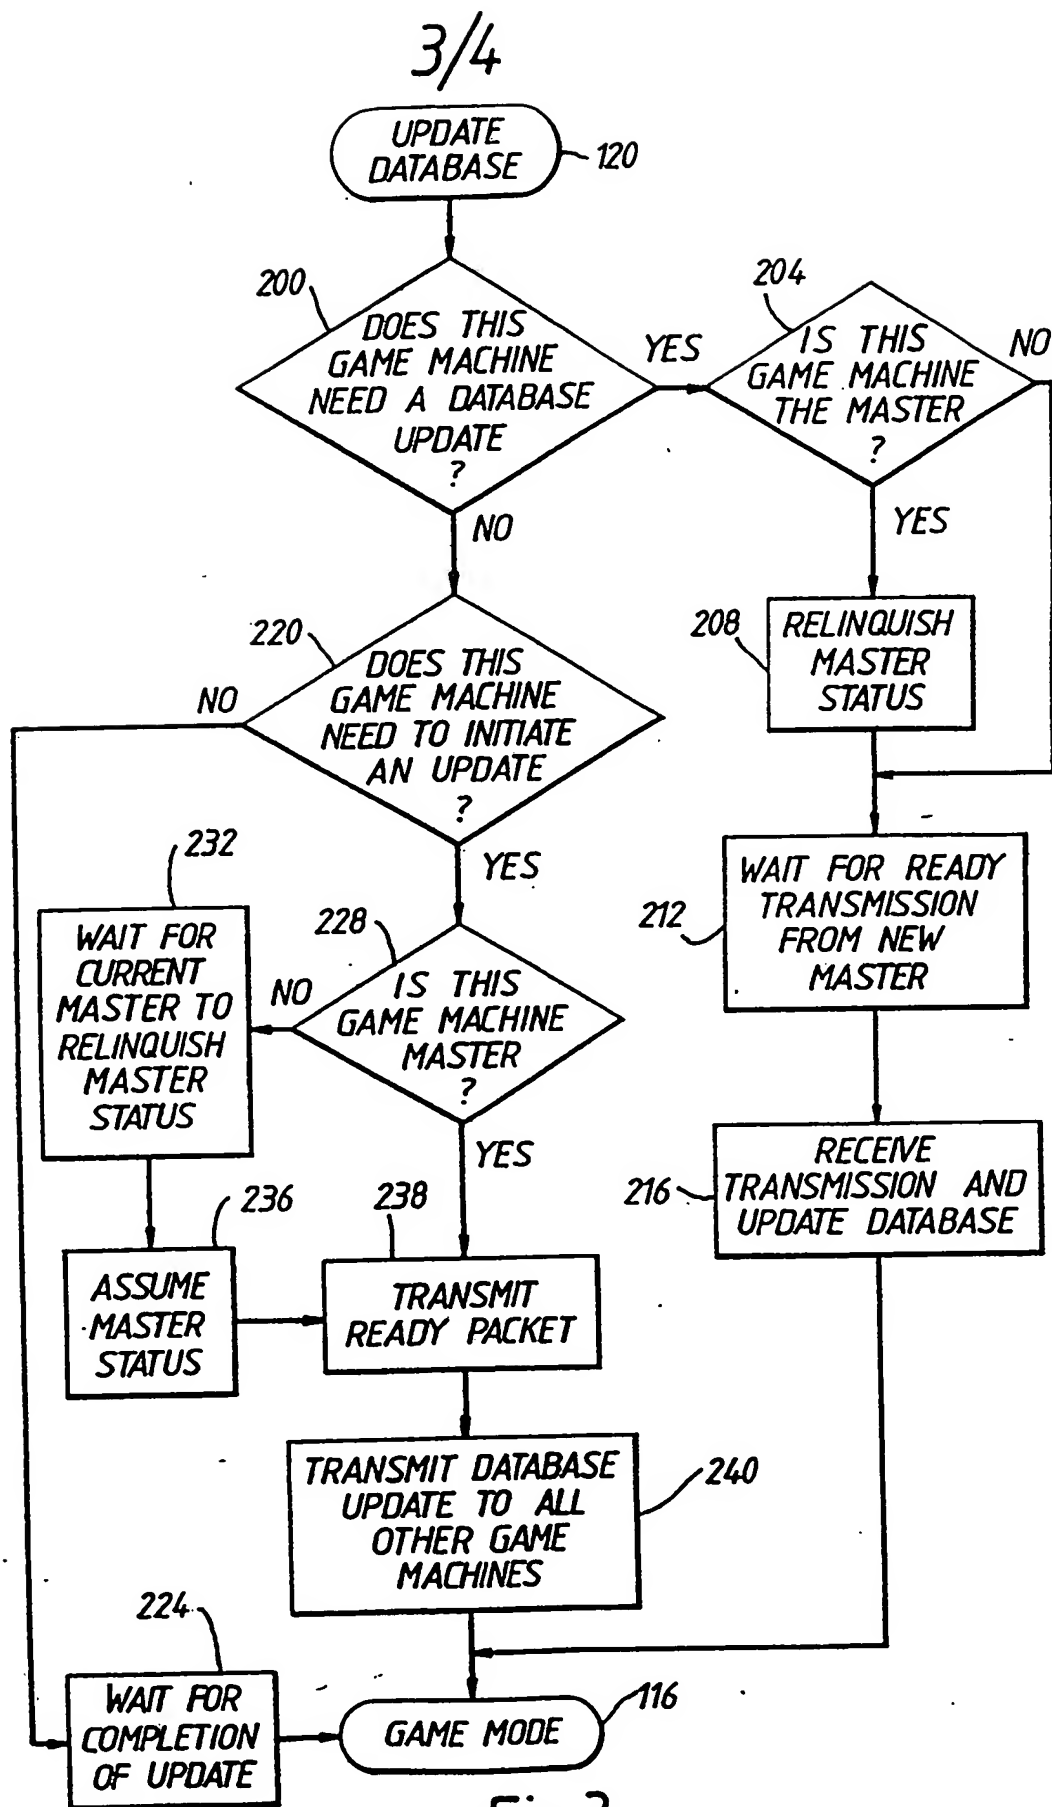 3/4
UPDATE
DATABASE
120
200
DOES THIS
GAME MACHINE
NEED A DATABASE
UPDATE
?
YES
NO
204
IS THIS
GAME MACHINE
THE MASTER
?
NO
YES
208
RELINQUISH
MASTER
STATUS
220
DOES THIS
GAME MACHINE
NEED TO INITIATE
AN UPDATE
?
NO
YES
212
WAIT FOR READY
TRANSMISSION
FROM NEW
MASTER
232
WAIT FOR
CURRENT
MASTER TO
RELINQUISH
MASTER
STATUS
228
IS THIS
GAME MACHINE
MASTER
?
NO
YES
216
RECEIVE
TRANSMISSION AND
UPDATE DATABASE
236
ASSUME
MASTER
STATUS
238
TRANSMIT
READY PACKET
TRANSMIT DATABASE
UPDATE TO ALL
OTHER GAME
MACHINES
240
224
WAIT FOR
COMPLETION
OF UPDATE
GAME MODE
116